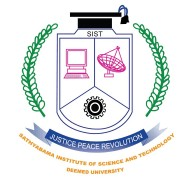 SIST
JUSTICE PEACE REVOLUTION
SATHYABAMA INSTITUTE OF SCIENCE AND TECHNOLOGY
DEEMED UNIVERSITY